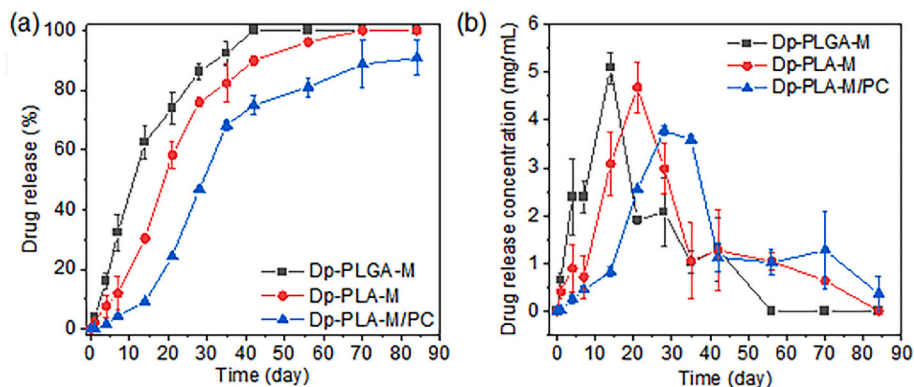 (a)
100
80
60
40
20
0
Drug release (%)
Dp-PLGA-M
Dp-PLA-M
Dp-PLA-M/PC
0 10 20 30 40 50 60 70 80 90
Time (day)
(b)
6
5
4
3
2
1
0
Drug release concentration (mg/mL)
Dp-PLGA-M
Dp-PLA-M
Dp-PLA-M/PC
0 10 20 30 40 50 60 70 80 90
Time (day)